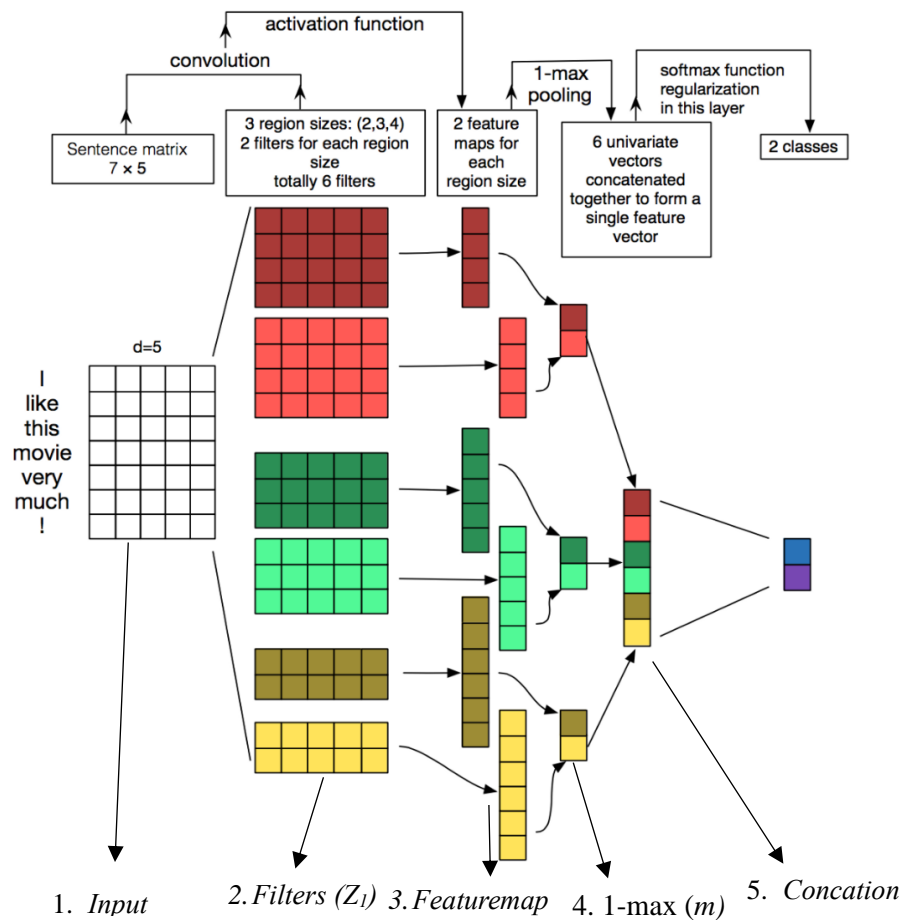 activation function
convolution
1-max
pooling
softmax function
regularization
in this layer
Sentence matrix
7 × 5
3 region sizes: (2,3,4)
2 filters for each region
size
totally 6 filters
2 feature
maps for
each
region size
6 univariate
vectors
concatenated
together to form a
single feature
vector
2 classes
d=5
I
like
this
movie
very
much
!
1. Input
2. Filters (Z1)
3. Featuremap
4. 1-max (m)
5. Concation